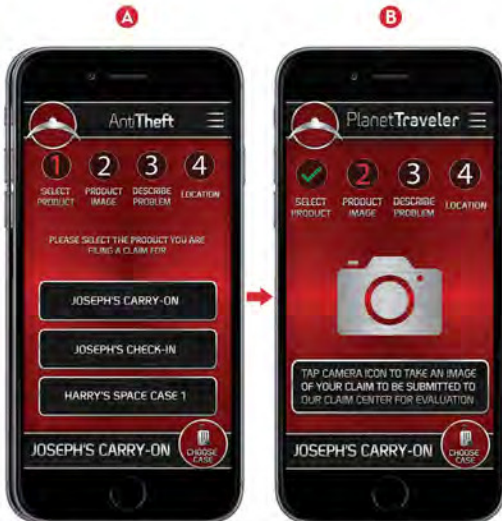 A
AntiTheft
1 2 3 4
SELECT PRODUCT IMAGE DESCRIBE LOCATION
PRODUCT IMAGE PROBLEM
PLEASE SELECT THE PRODUCT YOU ARE
FILING A CLAIM FOR
JOSEPH'S CARRY-ON
JOSEPH'S CHECK-IN
HARRY'S SPACE CASE 1
JOSEPH'S CARRY-ON
CHOOSE
CASE
B
PlanetTraveler
2 3 4
SELECT PRODUCT DESCRIBE LOCATION
PRODUCT IMAGE PROBLEM
TAP CAMERA ICON TO TAKE AN IMAGE
OF YOUR CLAIM TO BE SUBMITTED TO
OUR CLAIM CENTER FOR EVALUATION
JOSEPH'S CARRY-ON
CHOOSE
CASE